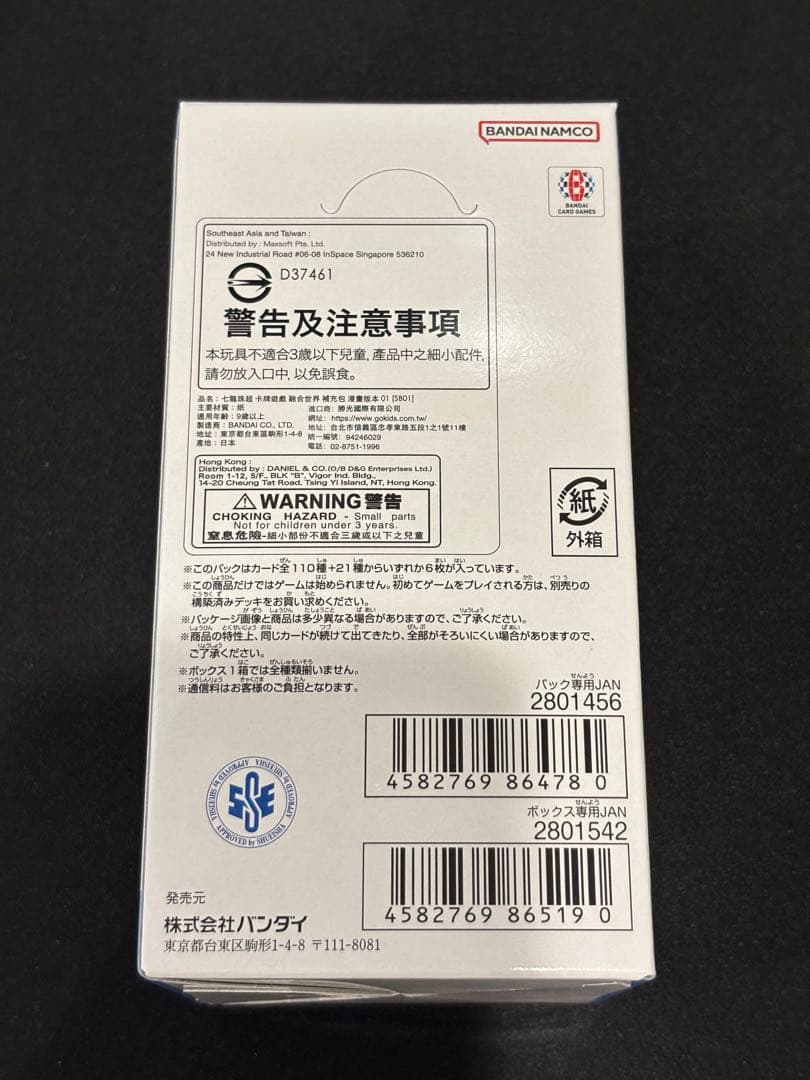 BANDAI NAMCO
B
BANDAI
CARD GAMES
Southeast Asia and Taiwan :
Distributed by : Maxsoft Pte. Ltd.
24 New Industrial Road #06-08 InSpace Singapore 536210
D37461
警告及注意事項
本玩具不適合3歲以下兒童, 產品中之細小配件,
請勿放入口中, 以免誤食。
品名：七龍珠超 卡牌遊戲 融合世界 補充包 漫畫版本 01 [SB01]
主要材質：紙
適用年齡：9歲以上
製造商：BANDAI CO., LTD.
地址：東京都台東區駒形1-4-8
產地：日本
進口商：勝光國際有限公司
網址：https://www.gokids.com.tw/
地址：台北市信義區忠孝東路五段1之1號11樓
統一編號：94246029
電話：02-8751-1996
Hong Kong :
Distributed by : DANIEL & CO.(O/B D&G Enterprises Ltd.)
Room 1-12, 5/F., BLK "B", Vigor Ind. Bldg.,
14-20 Cheung Tat Road, Tsing Yi Island, NT, Hong Kong.
⚠WARNING警告
CHOKING HAZARD - Small parts
Not for children under 3 years.
窒息危險-細小部份不適合三歲或以下之兒童
紙
外箱
※このパックはカード全110種+21種からいずれか6枚が入っています。
※この商品だけではゲームは始められません。初めてゲームをプレイされる方は、別売りの
構築済みデッキをお買い求めください。
※パッケージ画像と商品は多少異なる場合がありますので、ご了承ください。
※商品の特性上、同じカードが続けて出てきたり、全部がそろいにくい場合がありますので、
ご了承ください。
※ボックス1箱では全種類揃いません。
※通信料はお客様のご負担となります。
パック専用JAN
2801456
4582769 864780
ボックス専用JAN
2801542
4582769 865190
SSE
APPROVED by SHUEISHA
APPROVED by SHUEISHA
APPROVED by SHUEISHA
発売元
株式会社バンダイ
東京都台東区駒形1-4-8 〒111-8081